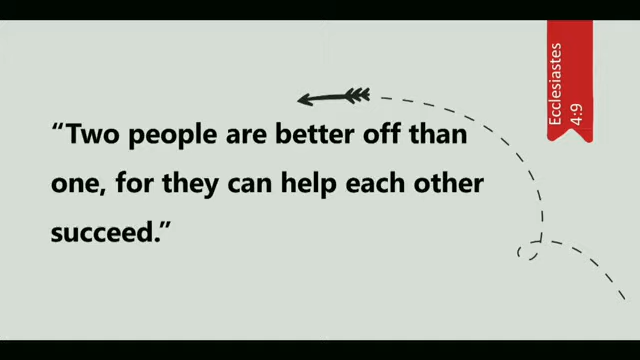 “Two people are better off than
one, for they can help each other
succeed.”
Ecclesiastes
4:9